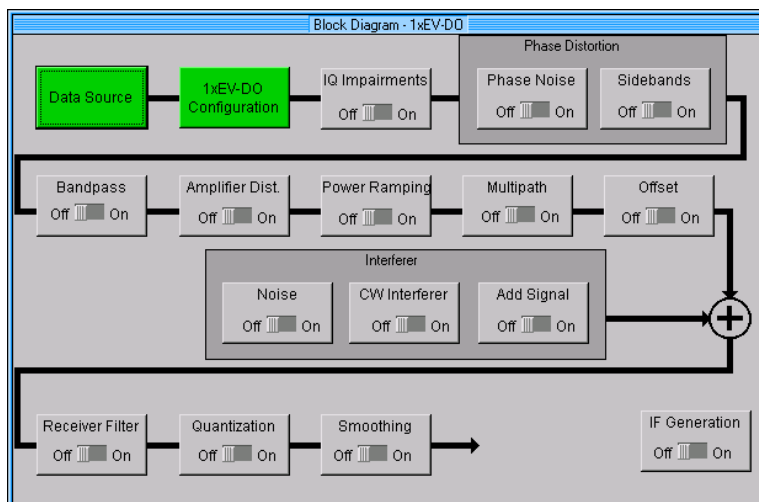 Block Diagram - 1xEV-DO
Phase Distortion
Data Source
1xEV-DO
Configuration
IQ Impairments
Off On
Phase Noise
Off On
Sidebands
Off On
Bandpass
Off On
Amplifier Dist.
Off On
Power Ramping
Off On
Multipath
Off On
Offset
Off On
Interferer
Noise
Off On
CW Interferer
Off On
Add Signal
Off On
Receiver Filter
Off On
Quantization
Off On
Smoothing
Off On
IF Generation
Off On